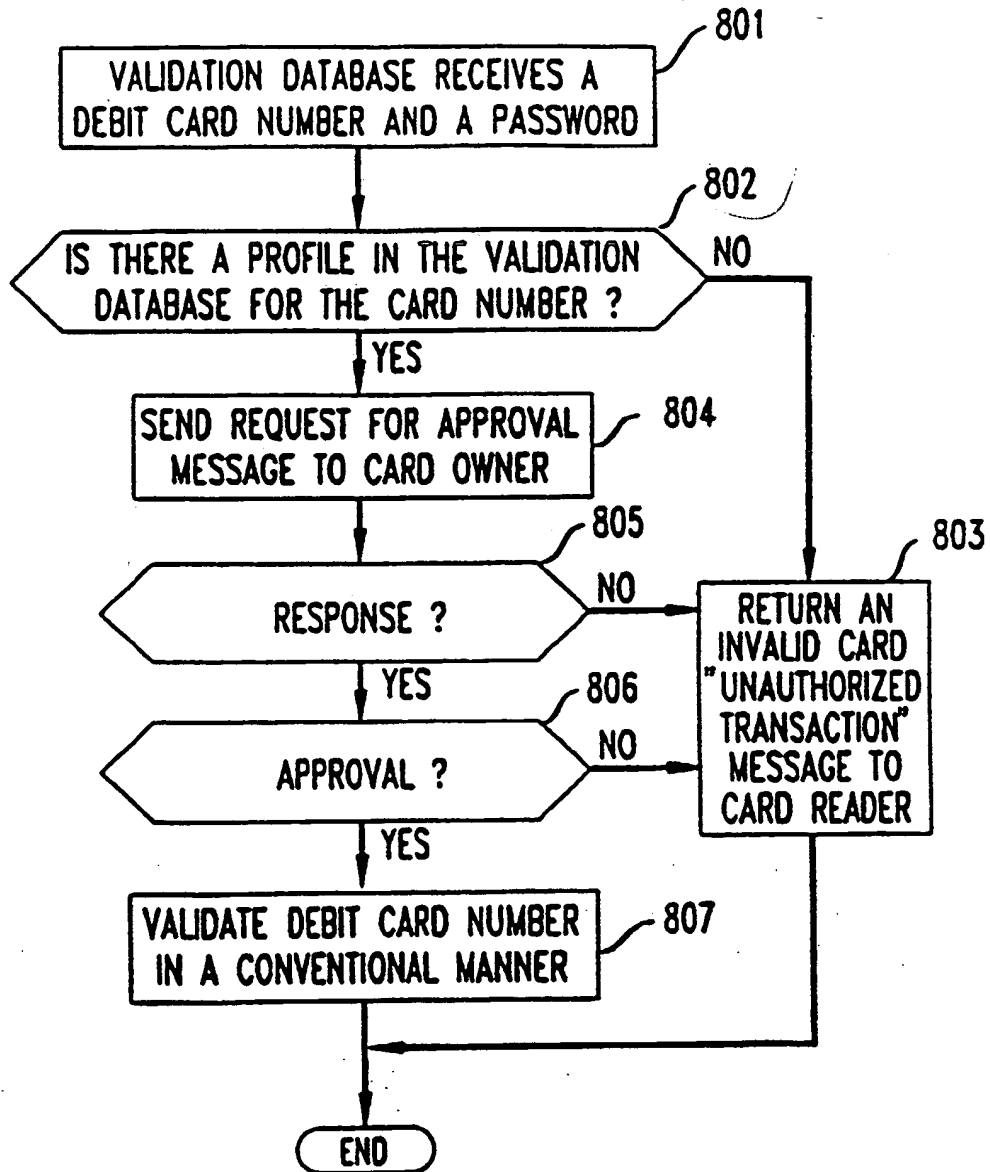 801
VALIDATION DATABASE RECEIVES A
DEBIT CARD NUMBER AND A PASSWORD
802
IS THERE A PROFILE IN THE VALIDATION
DATABASE FOR THE CARD NUMBER ?
NO
YES
804
SEND REQUEST FOR APPROVAL
MESSAGE TO CARD OWNER
805
RESPONSE ?
NO
YES
803
RETURN AN
INVALID CARD
"UNAUTHORIZED
TRANSACTION"
MESSAGE TO
CARD READER
806
APPROVAL ?
NO
YES
807
VALIDATE DEBIT CARD NUMBER
IN A CONVENTIONAL MANNER
END